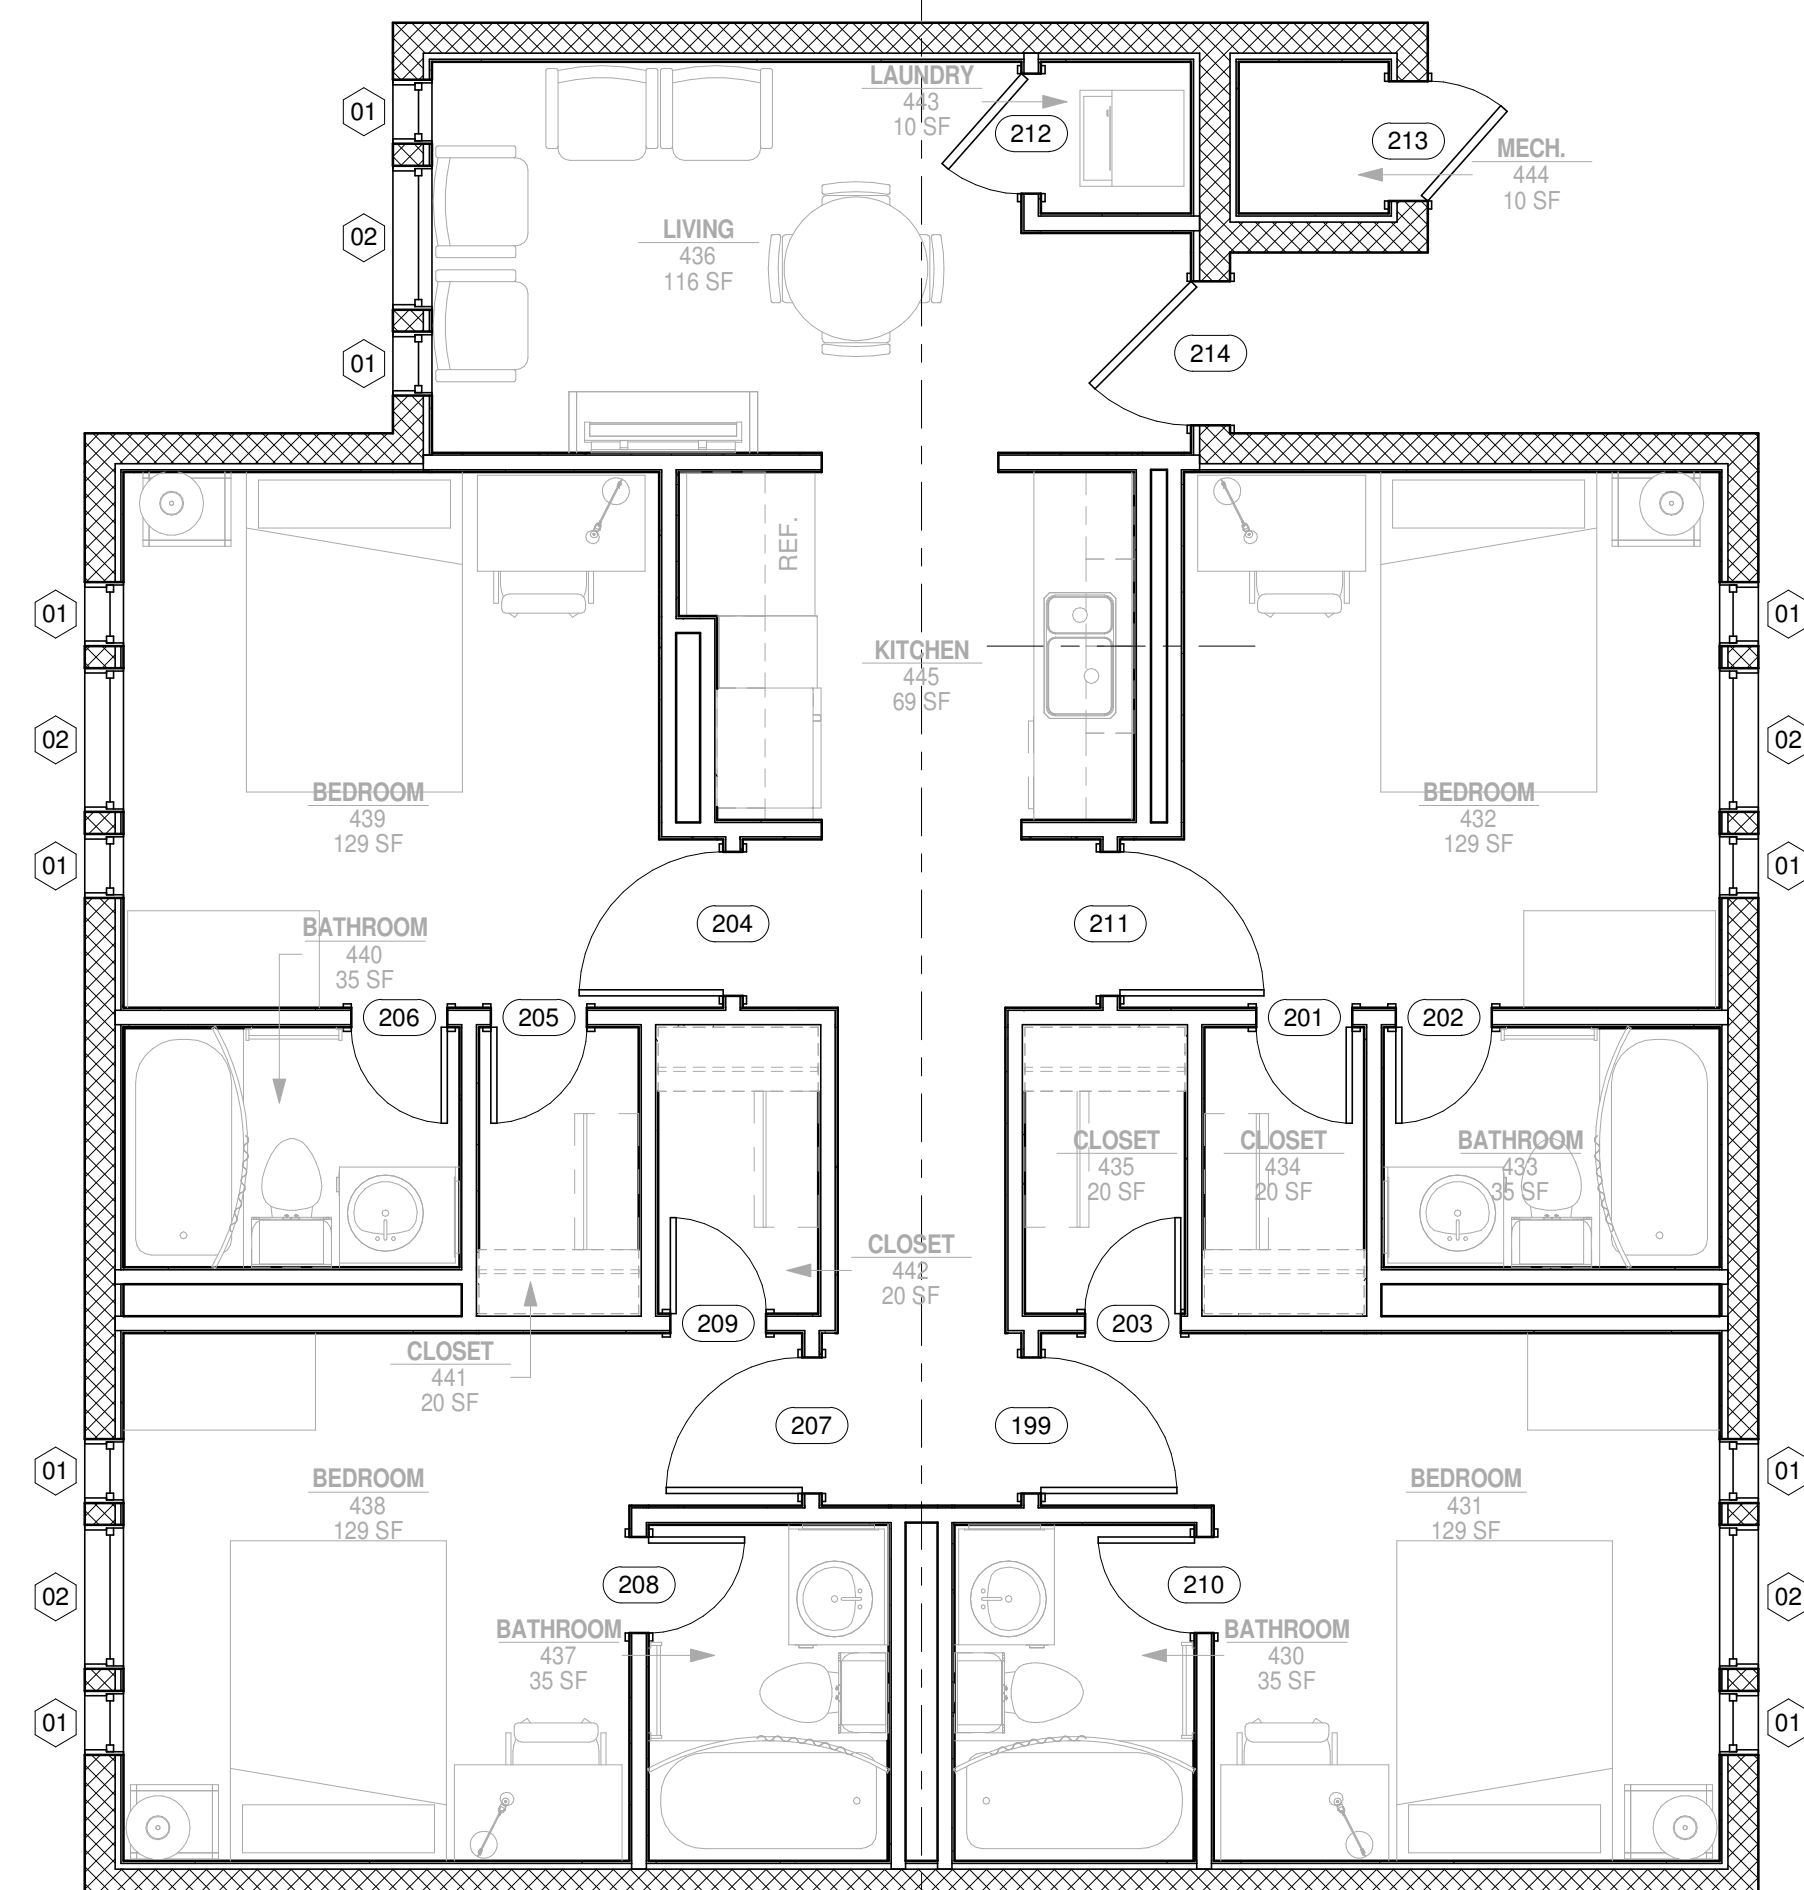 LAUNDRY
443
10 SF
01
212
213
MECH.
444
10 SF
02
LIVING
436
116 SF
01
214
REF.
01
01
KITCHEN
445
69 SF
02
02
BEDROOM
439
129 SF
BEDROOM
432
129 SF
01
01
204
211
BATHROOM
440
35 SF
206
205
201
202
CLOSET
435
20 SF
CLOSET
434
20 SF
BATHROOM
433
35 SF
CLOSET
442
20 SF
209
203
CLOSET
441
20 SF
207
199
01
01
BEDROOM
438
129 SF
BEDROOM
431
129 SF
208
210
02
02
BATHROOM
437
35 SF
BATHROOM
430
35 SF
01
01